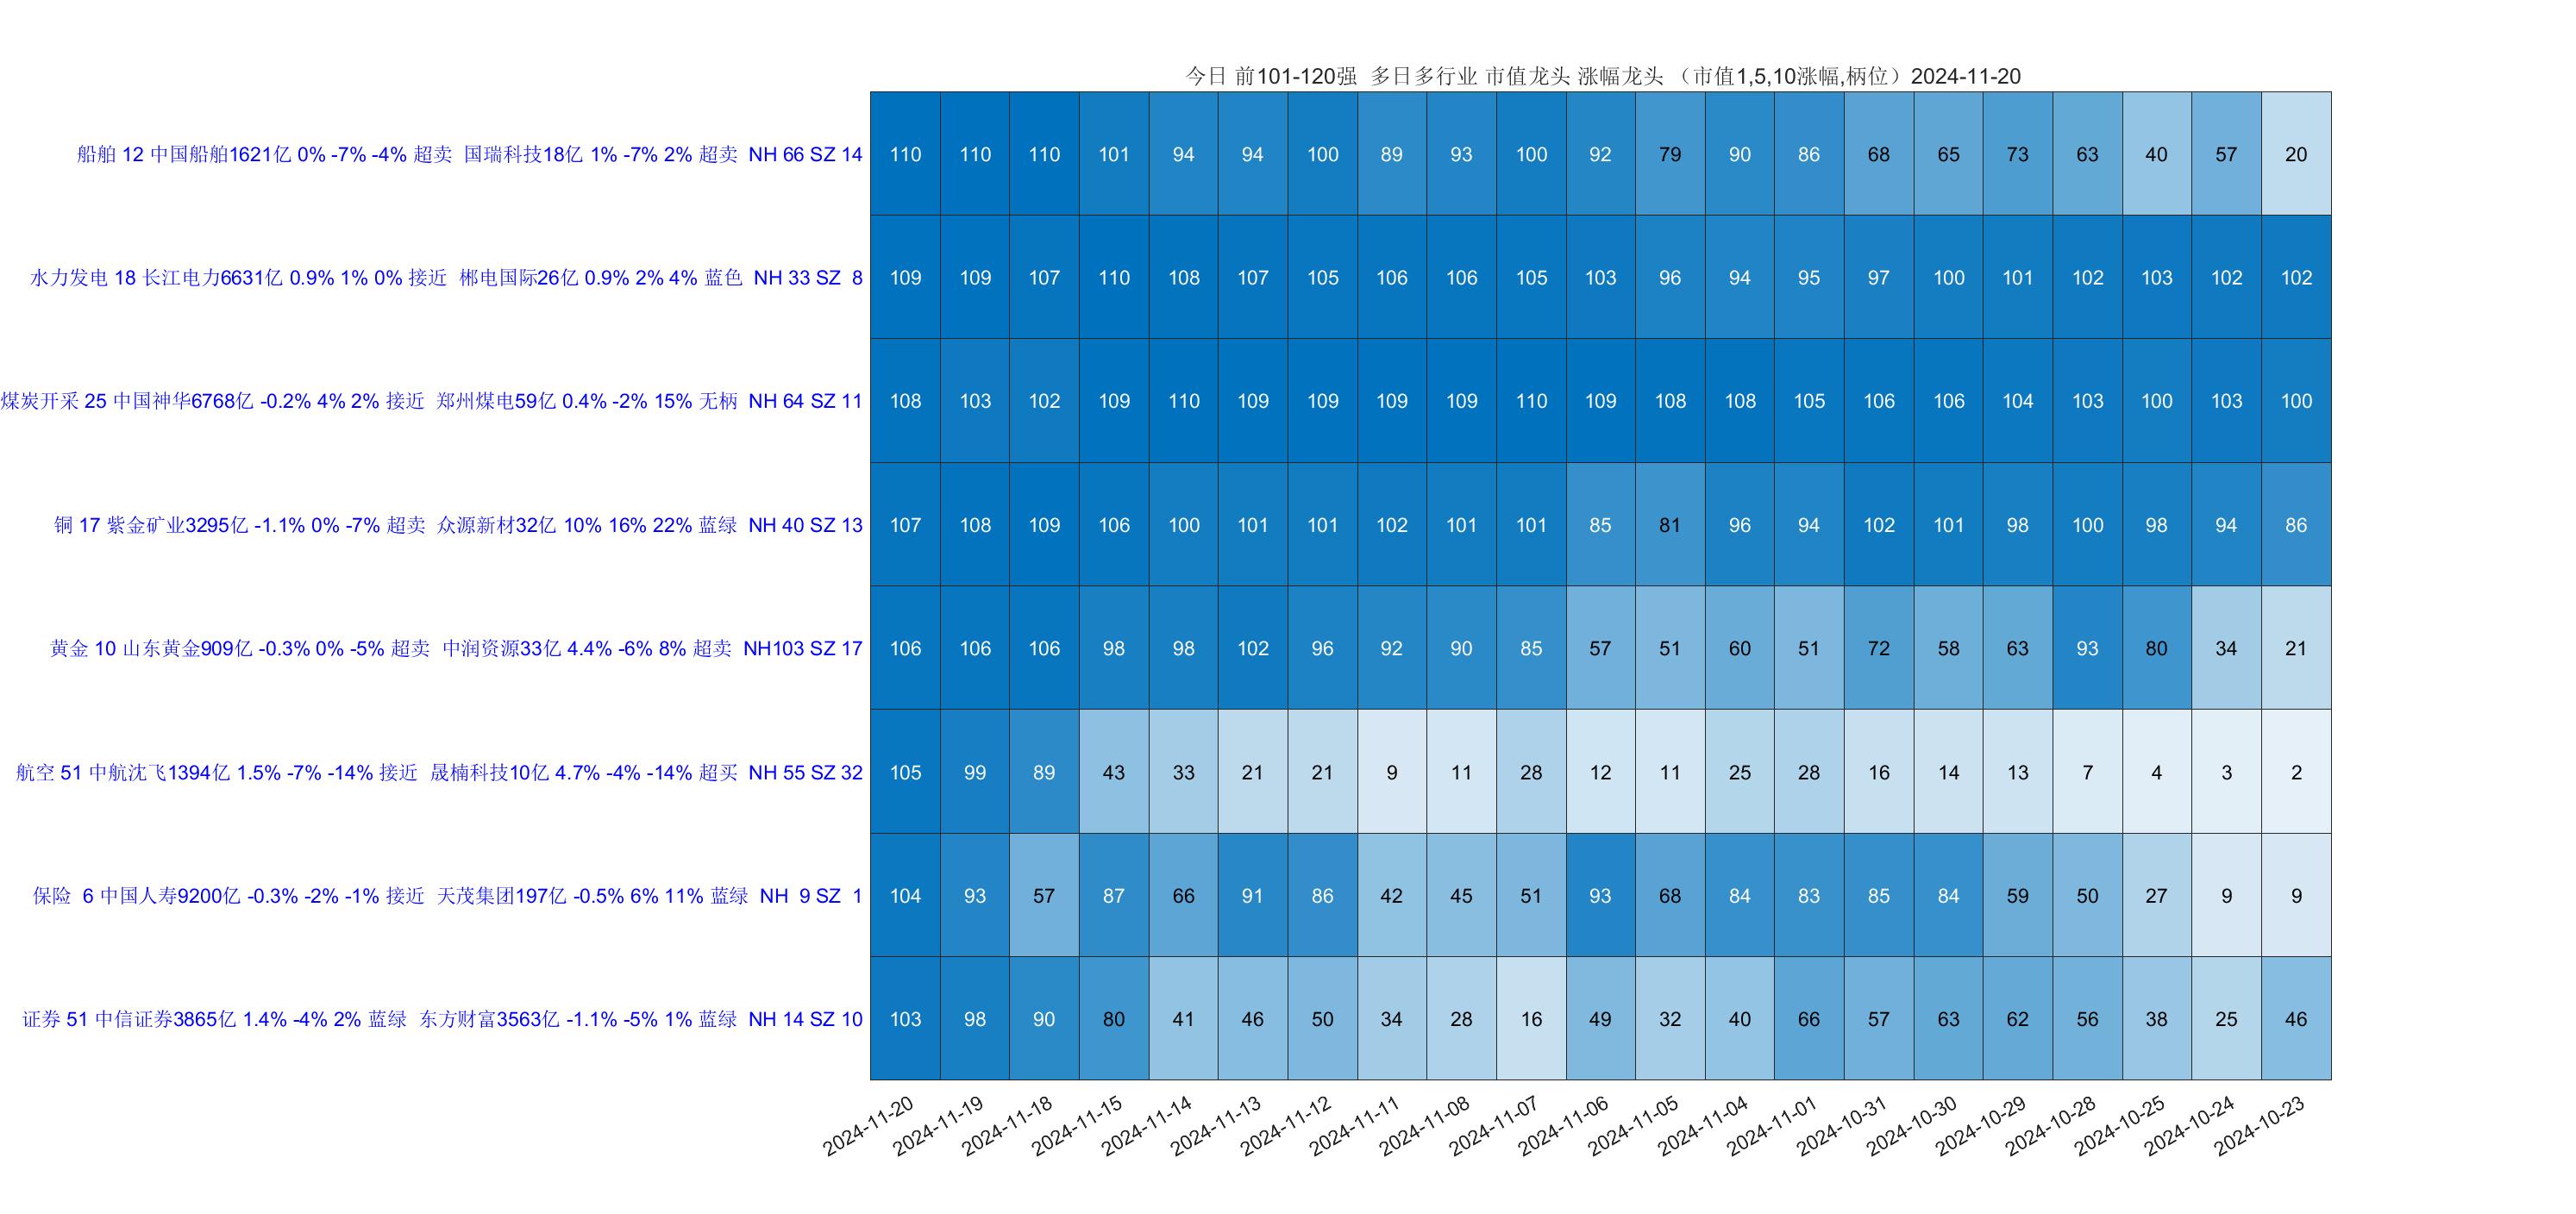 今日 前101-120强 多日多行业 市值龙头 涨幅龙头 （市值1,5,10涨幅,柄位）2024-11-20
船舶 12 中国船舶1621亿 0% -7% -4% 超卖 国瑞科技18亿 1% -7% 2% 超卖 NH 66 SZ 14 110 110 110 101 94 94 100 89 93 100 92 79 90 86 68 65 73 63 40 57 20
水力发电 18 长江电力6631亿 0.9% 1% 0% 接近 郴电国际26亿 0.9% 2% 4% 蓝色 NH 33 SZ 8 109 109 107 110 108 107 105 106 106 105 103 96 94 95 97 100 101 102 103 102 102
煤炭开采 25 中国神华6768亿 -0.2% 4% 2% 接近 郑州煤电59亿 0.4% -2% 15% 无柄 NH 64 SZ 11 108 103 102 109 110 109 109 109 109 110 109 108 108 105 106 106 104 103 100 103 100
铜 17 紫金矿业3295亿 -1.1% 0% -7% 超卖 众源新材32亿 10% 16% 22% 蓝绿 NH 40 SZ 13 107 108 109 106 100 101 101 102 101 101 85 81 96 94 102 101 98 100 98 94 86
黄金 10 山东黄金909亿 -0.3% 0% -5% 超卖 中润资源33亿 4.4% -6% 8% 超卖 NH103 SZ 17 106 106 106 98 98 102 96 92 90 85 57 51 60 51 72 58 63 93 80 34 21
航空 51 中航沈飞1394亿 1.5% -7% -14% 接近 晟楠科技10亿 4.7% -4% -14% 超买 NH 55 SZ 32 105 99 89 43 33 21 21 9 11 28 12 11 25 28 16 14 13 7 4 3 2
保险 6 中国人寿9200亿 -0.3% -2% -1% 接近 天茂集团197亿 -0.5% 6% 11% 蓝绿 NH 9 SZ 1 104 93 57 87 66 91 86 42 45 51 93 68 84 83 85 84 59 50 27 9 9
证券 51 中信证券3865亿 1.4% -4% 2% 蓝绿 东方财富3563亿 -1.1% -5% 1% 蓝绿 NH 14 SZ 10 103 98 90 80 41 46 50 34 28 16 49 32 40 66 57 63 62 56 38 25 46
2024-11-20 2024-11-19 2024-11-18 2024-11-15 2024-11-14 2024-11-13 2024-11-12 2024-11-11 2024-11-08 2024-11-07 2024-11-06 2024-11-05 2024-11-04 2024-11-01 2024-10-31 2024-10-30 2024-10-29 2024-10-28 2024-10-25 2024-10-24 2024-10-23